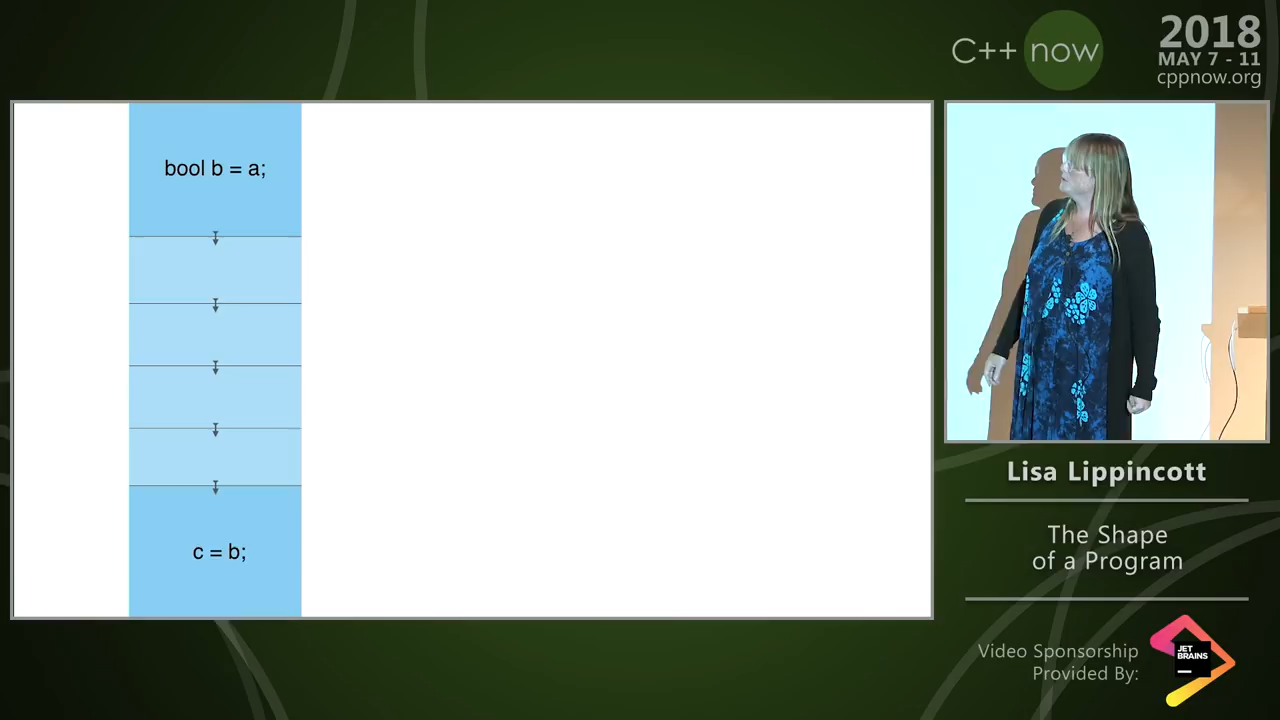 C++ now
2018
MAY 7 - 11
cppnow.org
bool b = a;
c = b;
Lisa Lippincott
The Shape
of a Program
Video Sponsorship
Provided By:
JET
BRAINS